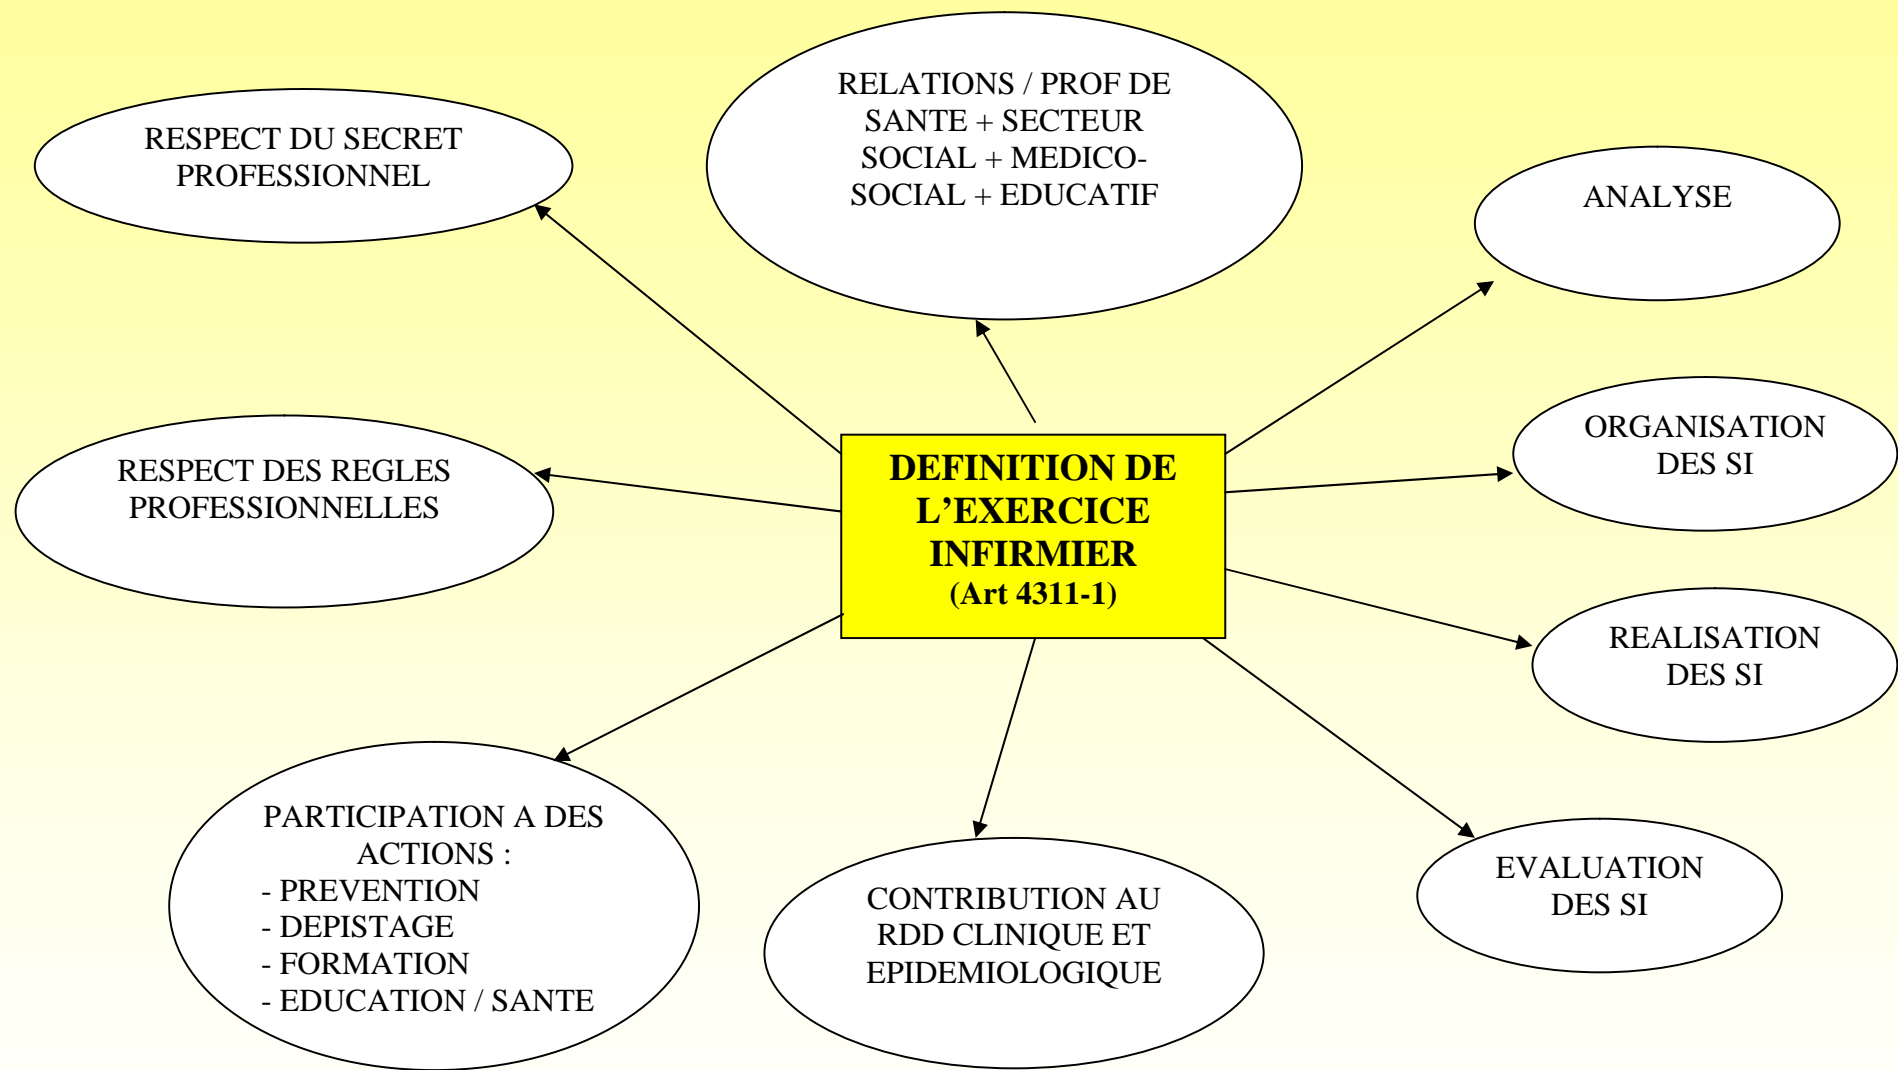 RELATIONS / PROF DE
SANTE + SECTEUR
SOCIAL + MEDICO-
SOCIAL + EDUCATIF
RESPECT DU SECRET
PROFESSIONNEL
ANALYSE
ORGANISATION
DES SI
RESPECT DES REGLES
PROFESSIONNELLES
DEFINITION DE
L’EXERCICE
INFIRMIER
(Art 4311-1)
REALISATION
DES SI
PARTICIPATION A DES
ACTIONS :
- PREVENTION
- DEPISTAGE
- FORMATION
- EDUCATION / SANTE
CONTRIBUTION AU
RDD CLINIQUE ET
EPIDEMIOLOGIQUE
EVALUATION
DES SI